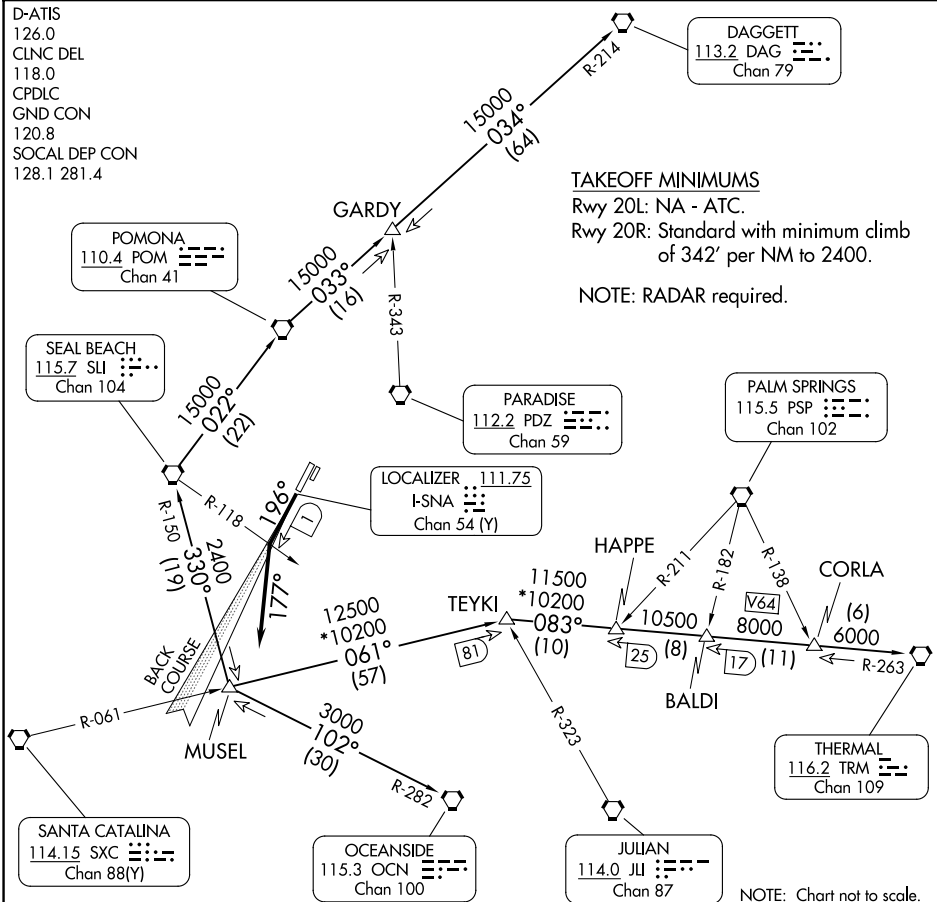 D-ATIS
126.0
CLNC DEL
118.0
CPDLC
GND CON
120.8
SOCAL DEP CON
128.1 281.4
DAGGETT
113.2 DAG
Chan 79
R-214
15000
034°
(64)
TAKEOFF MINIMUMS
Rwy 20L: NA - ATC.
Rwy 20R: Standard with minimum climb
of 342' per NM to 2400.
NOTE: RADAR required.
GARDY
POMONA
110.4 POM
Chan 41
15000
033°
(16)
R-343
SEAL BEACH
115.7 SLI
Chan 104
15000
022°
(22)
PARADISE
112.2 PDZ
Chan 59
PALM SPRINGS
115.5 PSP
Chan 102
LOCALIZER 111.75
I-SNA
Chan 54 (Y)
196°
1
R-118
R-150
2400
330°
(19)
177°
HAPPE
R-211
R-182
R-138
CORLA
TEYKI
11500
*10200
083°
(10)
10500
(8)
V64
8000
(11)
(6)
6000
R-263
12500
*10200
061°
(57)
81
25
17
BALDI
BACK
COURSE
R-061
MUSEL
3000
102°
(30)
R-282
R-323
THERMAL
116.2 TRM
Chan 109
SANTA CATALINA
114.15 SXC
Chan 88(Y)
OCEANSIDE
115.3 OCN
Chan 100
JULIAN
114.0 JLI
Chan 87
NOTE: Chart not to scale.